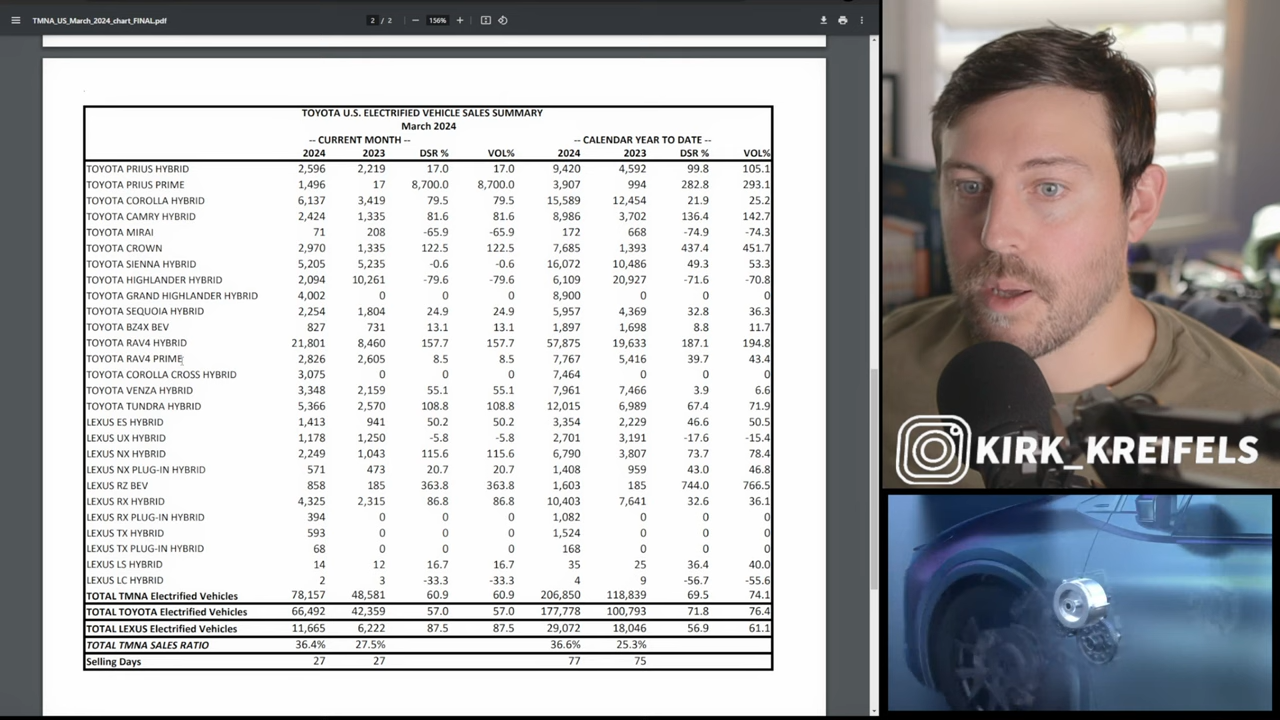 TMNA_US_March_2024_chart_FINAL.pdf 2 / 2 156%
TOYOTA U.S. ELECTRIFIED VEHICLE SALES SUMMARY
March 2024
-- CURRENT MONTH -- -- CALENDAR YEAR TO DATE --
2024 2023 DSR % VOL% 2024 2023 DSR % VOL%
TOYOTA PRIUS HYBRID 2,596 2,219 17.0 17.0 9,420 4,592 99.8 105.1
TOYOTA PRIUS PRIME 1,496 17 8,700.0 8,700.0 3,907 994 282.8 293.1
TOYOTA COROLLA HYBRID 6,137 3,419 79.5 79.5 15,589 12,454 21.9 25.2
TOYOTA CAMRY HYBRID 2,424 1,335 81.6 81.6 8,986 3,702 136.4 142.7
TOYOTA MIRAI 71 208 -65.9 -65.9 172 668 -74.9 -74.3
TOYOTA CROWN 2,970 1,335 122.5 122.5 7,685 1,393 437.4 451.7
TOYOTA SIENNA HYBRID 5,205 5,235 -0.6 -0.6 16,072 10,486 49.3 53.3
TOYOTA HIGHLANDER HYBRID 2,094 10,261 -79.6 -79.6 6,109 20,927 -71.6 -70.8
TOYOTA GRAND HIGHLANDER HYBRID 4,002 0 0 0 8,900 0 0 0
TOYOTA SEQUOIA HYBRID 2,254 1,804 24.9 24.9 5,957 4,369 32.8 36.3
TOYOTA BZ4X BEV 827 731 13.1 13.1 1,897 1,698 8.8 11.7
TOYOTA RAV4 HYBRID 21,801 8,460 157.7 157.7 57,875 19,633 187.1 194.8
TOYOTA RAV4 PRIME 2,826 2,605 8.5 8.5 7,767 5,416 39.7 43.4
TOYOTA COROLLA CROSS HYBRID 3,075 0 0 0 7,464 0 0 0
TOYOTA VENZA HYBRID 3,348 2,159 55.1 55.1 7,961 7,466 3.9 6.6
TOYOTA TUNDRA HYBRID 5,366 2,570 108.8 108.8 12,015 6,989 67.4 71.9
LEXUS ES HYBRID 1,413 941 50.2 50.2 3,354 2,229 46.6 50.5
LEXUS UX HYBRID 1,178 1,250 -5.8 -5.8 2,701 3,191 -17.6 -15.4
LEXUS NX HYBRID 2,249 1,043 115.6 115.6 6,790 3,807 73.7 78.4
LEXUS NX PLUG-IN HYBRID 571 473 20.7 20.7 1,408 959 43.0 46.8
LEXUS RZ BEV 858 185 363.8 363.8 1,603 185 744.0 766.5
LEXUS RX HYBRID 4,325 2,315 86.8 86.8 10,403 7,641 32.6 36.1
LEXUS RX PLUG-IN HYBRID 394 0 0 0 1,082 0 0 0
LEXUS TX HYBRID 593 0 0 0 1,524 0 0 0
LEXUS TX PLUG-IN HYBRID 68 0 0 0 168 0 0 0
LEXUS LS HYBRID 14 12 16.7 16.7 35 25 36.4 40.0
LEXUS LC HYBRID 2 3 -33.3 -33.3 4 9 -56.7 -55.6
TOTAL TMNA Electrified Vehicles 78,157 48,581 60.9 60.9 206,850 118,839 69.5 74.1
TOTAL TOYOTA Electrified Vehicles 66,492 42,359 57.0 57.0 177,778 100,793 71.8 76.4
TOTAL LEXUS Electrified Vehicles 11,665 6,222 87.5 87.5 29,072 18,046 56.9 61.1
TOTAL TMNA SALES RATIO 36.4% 27.5% 36.6% 25.3%
Selling Days 27 27 77 75
KIRK_KREIFELS